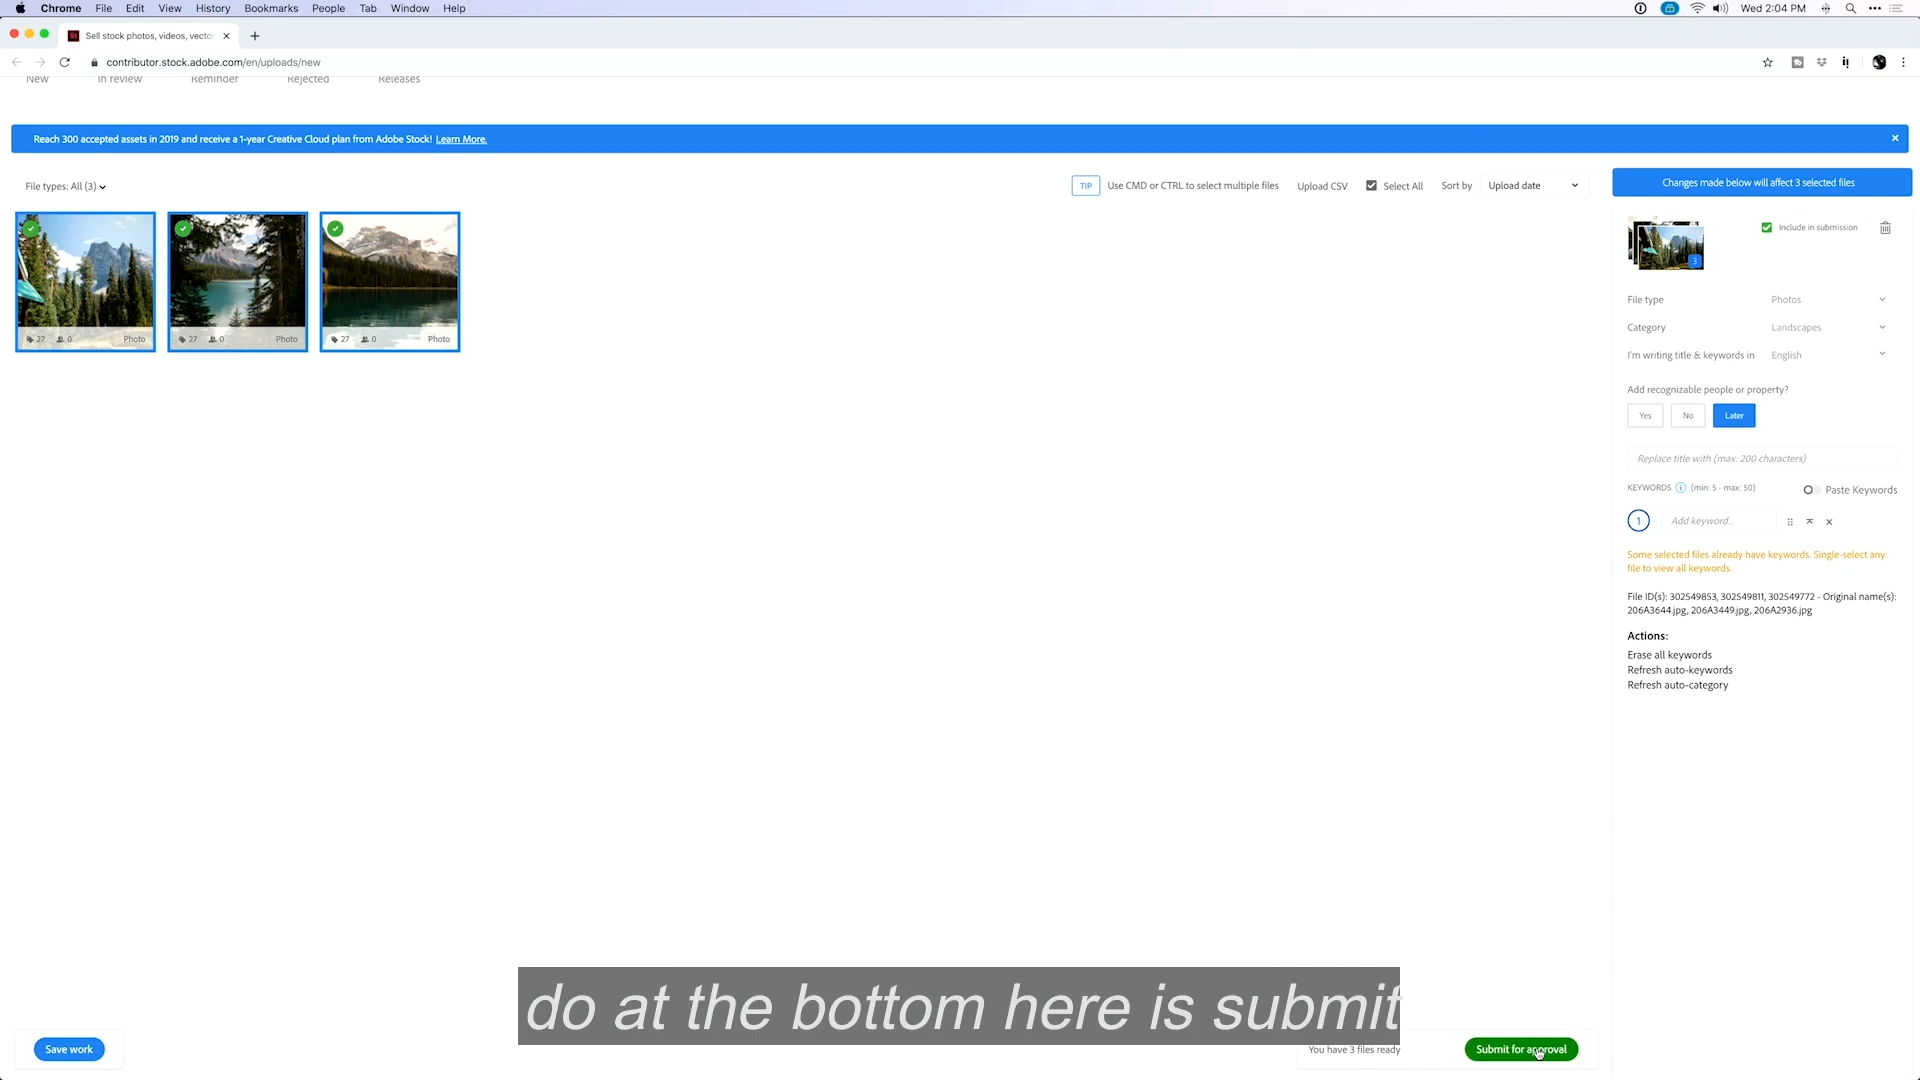 Chrome File Edit View History Bookmarks People Tab Window Help
Wed 2:04 PM
Sell stock photos, videos, vecto
contributor.stock.adobe.com/en/uploads/new
New In review Reminder Rejected Releases
Reach 300 accepted assets in 2019 and receive a 1-year Creative Cloud plan from Adobe Stock! Learn More.
File types: All (3)
TIP Use CMD or CTRL to select multiple files Upload CSV Select All Sort by Upload date
Changes made below will affect 3 selected files
Include in submission
3
27 0 Photo
27 0 Photo
27 0 Photo
File type Photos
Category Landscapes
I'm writing title & keywords in English
Add recognizable people or property?
Yes No Later
Replace title with (max: 200 characters)
KEYWORDS (min: 5 - max: 50) Paste Keywords
1 Add keyword...
Some selected files already have keywords. Single-select any
file to view all keywords.
File ID(s): 302549853, 302549811, 302549772 - Original name(s):
206A3644.jpg, 206A3449.jpg, 206A2936.jpg
Actions:
Erase all keywords
Refresh auto-keywords
Refresh auto-category
do at the bottom here is submit
Save work
You have 3 files ready
Submit for approval